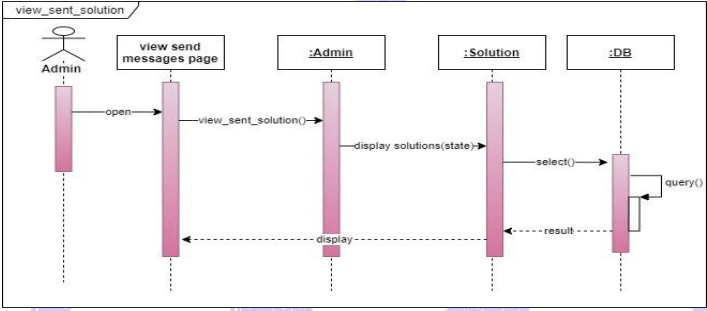 view_sent_solution
Admin
view send
messages page
:Admin
:Solution
:DB
open
view_sent_solution()
display solutions(state)
select()
query()
result
display